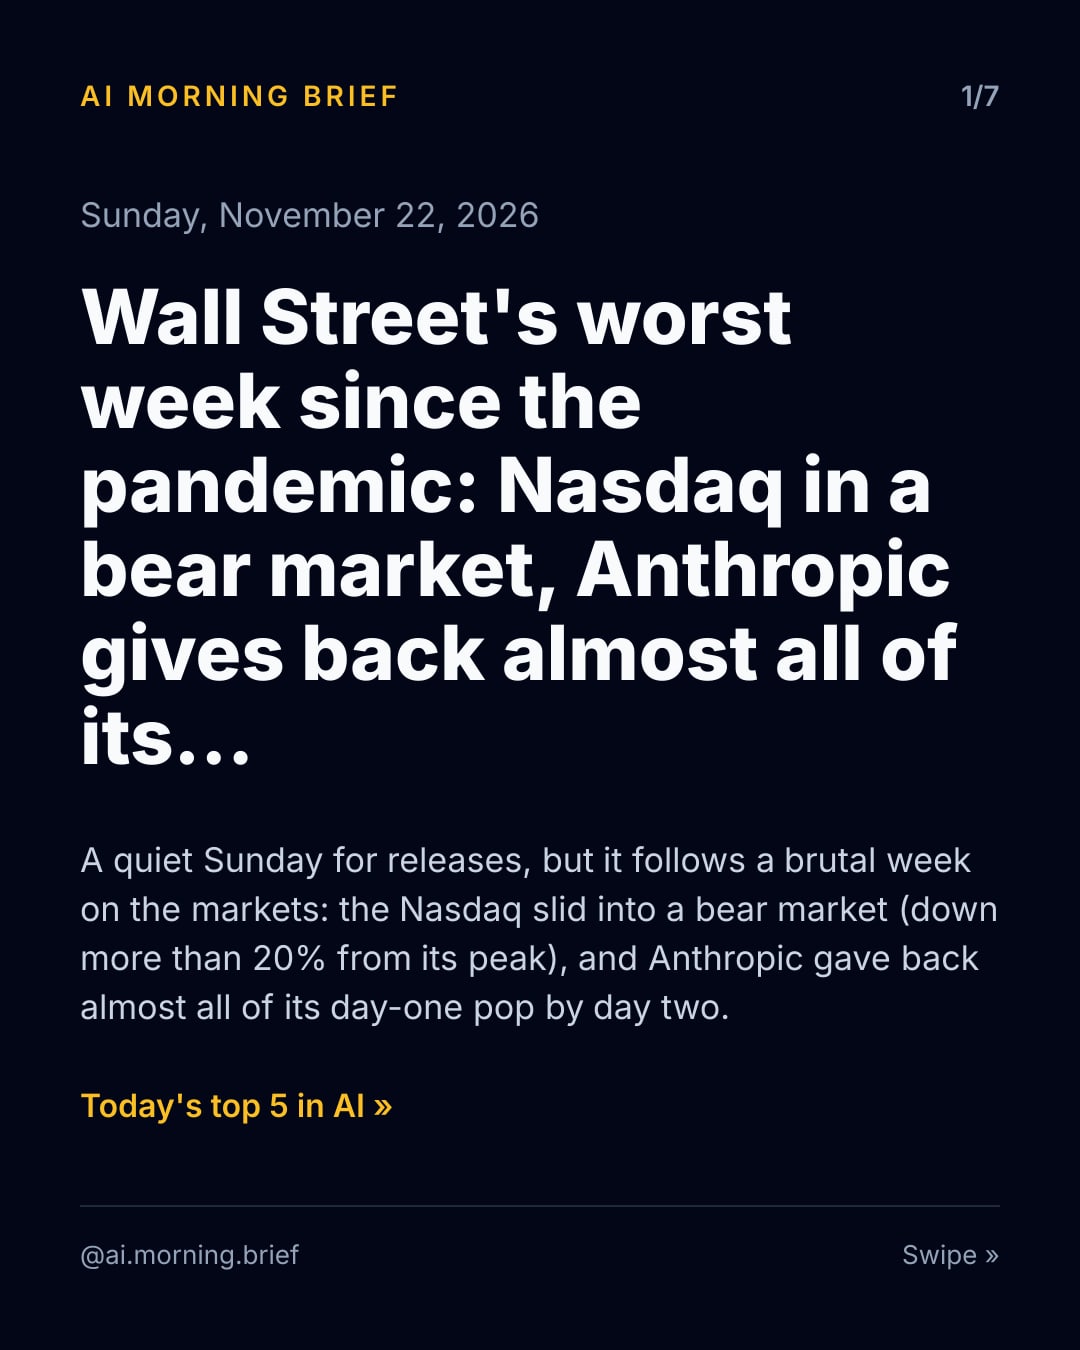 AI MORNING BRIEF
1/7
Sunday, November 22, 2026
Wall Street's worst
week since the
pandemic: Nasdaq in a
bear market, Anthropic
gives back almost all of
its...
A quiet Sunday for releases, but it follows a brutal week
on the markets: the Nasdaq slid into a bear market (down
more than 20% from its peak), and Anthropic gave back
almost all of its day-one pop by day two.
Today's top 5 in AI »
@ai.morning.brief
Swipe »